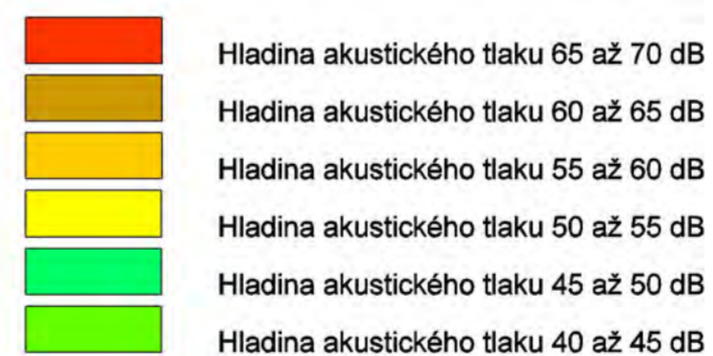 Hladina akustického tlaku 65 až 70 dB
Hladina akustického tlaku 60 až 65 dB
Hladina akustického tlaku 55 až 60 dB
Hladina akustického tlaku 50 až 55 dB
Hladina akustického tlaku 45 až 50 dB
Hladina akustického tlaku 40 až 45 dB